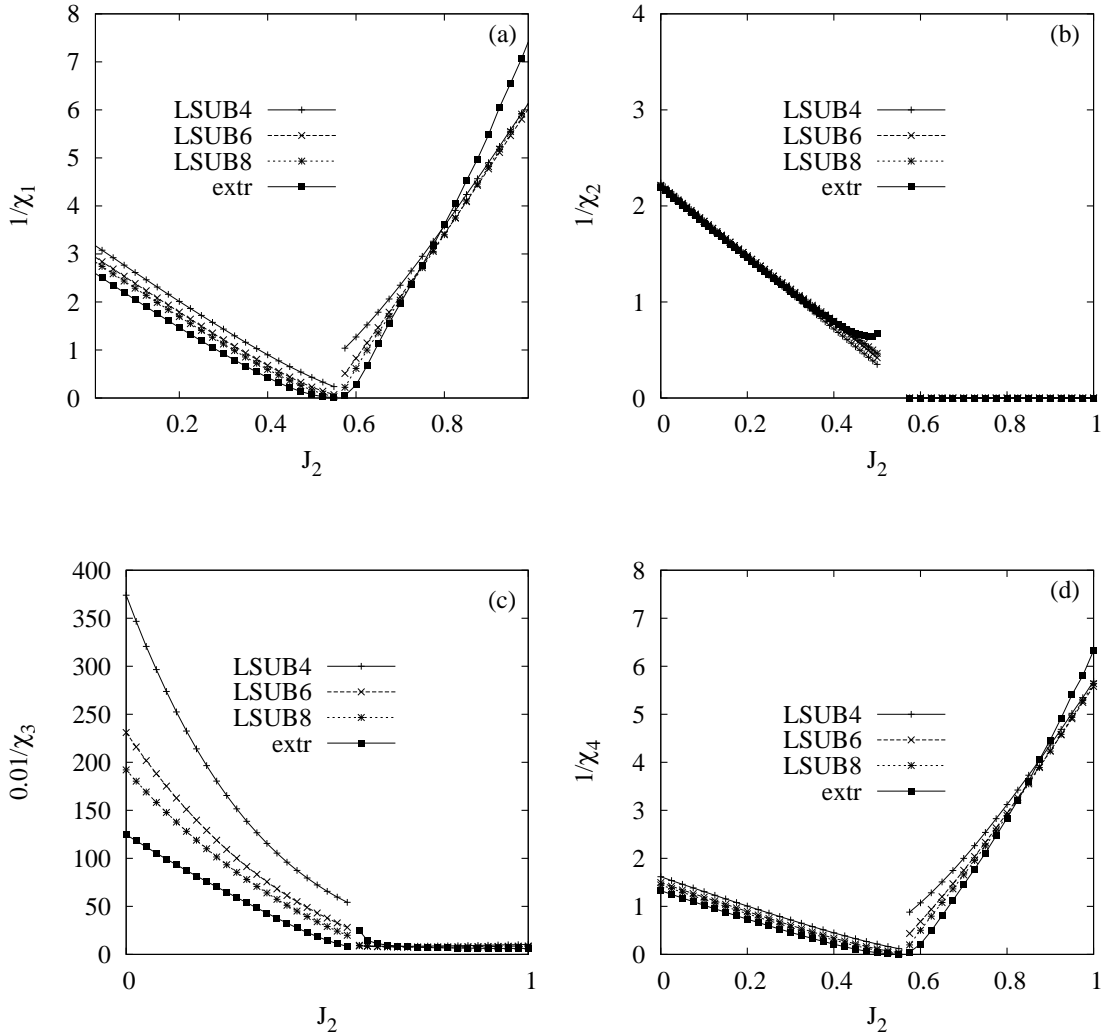 (a)
1/χ1
8
7
6
5
4
3
2
1
0
LSUB4
LSUB6
LSUB8
extr
0.2 0.4 0.6 0.8
J2
(b)
1/χ2
4
3
2
1
0
LSUB4
LSUB6
LSUB8
extr
0 0.2 0.4 0.6 0.8 1
J2
(c)
0.01/χ3
400
350
300
250
200
150
100
50
0
LSUB4
LSUB6
LSUB8
extr
0 1
J2
(d)
1/χ4
8
7
6
5
4
3
2
1
0
LSUB4
LSUB6
LSUB8
extr
0 0.2 0.4 0.6 0.8 1
J2